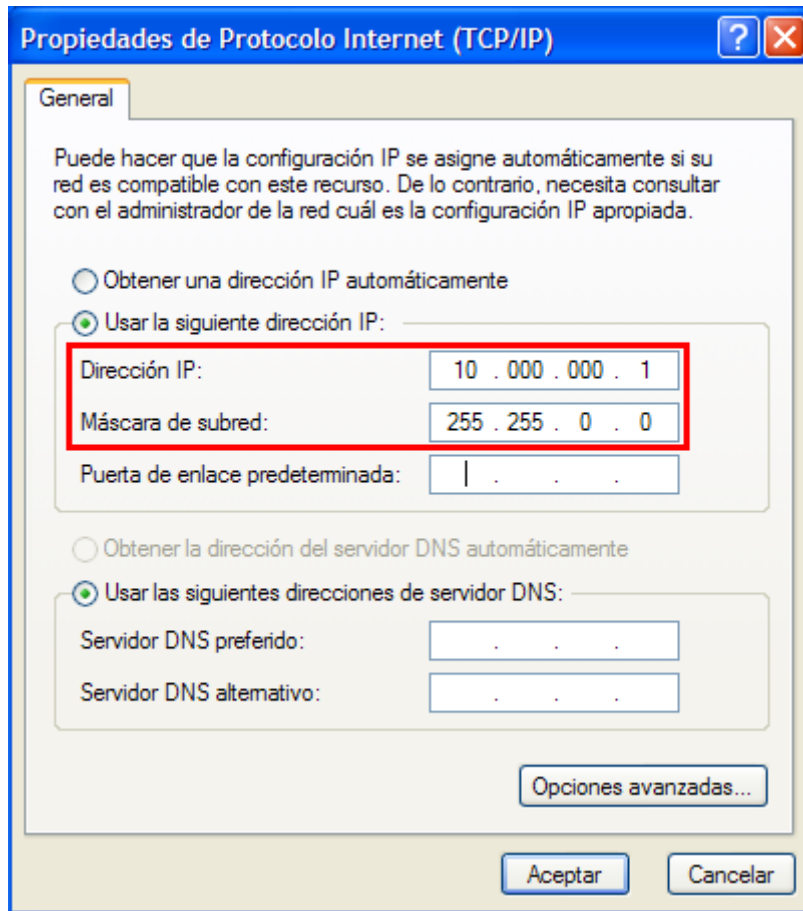 Propiedades de Protocolo Internet (TCP/IP)
?
General
Puede hacer que la configuración IP se asigne automáticamente si su
red es compatible con este recurso. De lo contrario, necesita consultar
con el administrador de la red cuál es la configuración IP apropiada.
Obtener una dirección IP automáticamente
Usar la siguiente dirección IP:
Dirección IP: 10 . 000 . 000 . 1
Máscara de subred: 255 . 255 . 0 . 0
Puerta de enlace predeterminada: . . .
Obtener la dirección del servidor DNS automáticamente
Usar las siguientes direcciones de servidor DNS:
Servidor DNS preferido: . . .
Servidor DNS alternativo: . . .
Opciones avanzadas...
Aceptar Cancelar